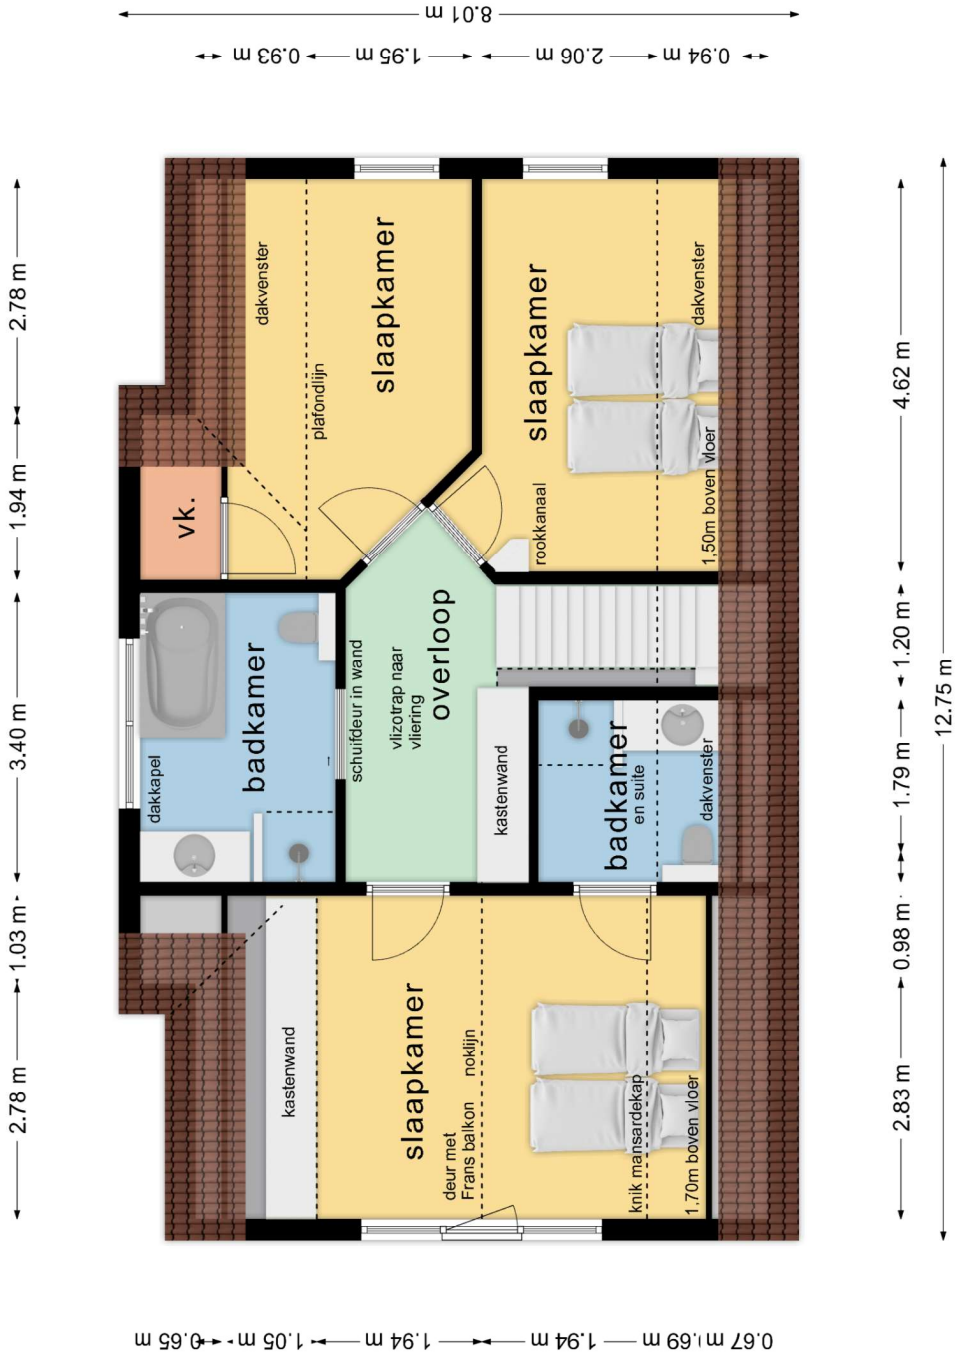 8.01 m
0.93 m
1.95 m
2.06 m
0.94 m
2.78 m
1.94 m
3.40 m
1.03 m
2.78 m
dakvenster
plafondlijn
slaapkamer
vk.
slaapkamer
dakvenster
rookkanaal
1,50m boven vloer
4.62 m
1.20 m
1.79 m
0.98 m
2.83 m
12.75 m
dakkapel
badkamer
schuifdeur in wand
vlizotrap naar
vliering
overloop
kastenwand
badkamer
en suite
dakvenster
kastenwand
slaapkamer
deur met
Frans balkon
noklijn
knik mansardekap
1,70m boven vloer
0.65 m
1.05 m
1.94 m
1.94 m
.69 m
0.67 m